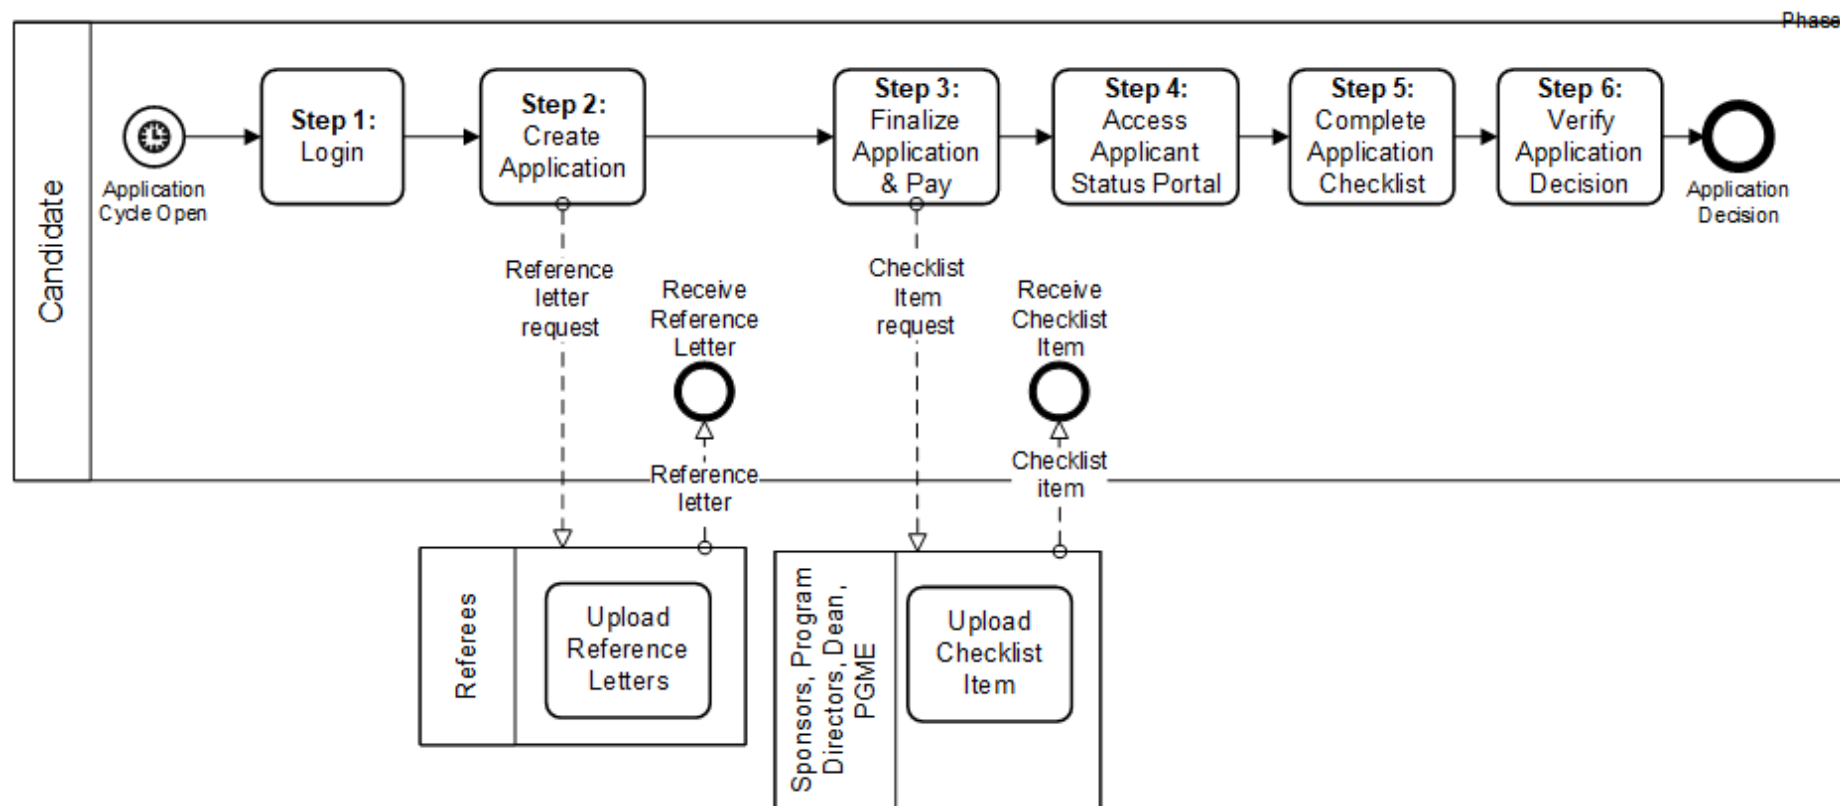 Phase
Candidate
Application
Cycle Open
Step 1:
Login
Step 2:
Create
Application
Step 3:
Finalize
Application
& Pay
Step 4:
Access
Applicant
Status Portal
Step 5:
Complete
Application
Checklist
Step 6:
Verify
Application
Decision
Application
Decision
Reference
letter
request
Receive
Reference
Letter
Reference
letter
Checklist
Item
request
Receive
Checklist
Item
Checklist
item
Referees
Upload
Reference
Letters
Sponsors, Program
Directors, Dean,
PGME
Upload
Checklist
Item